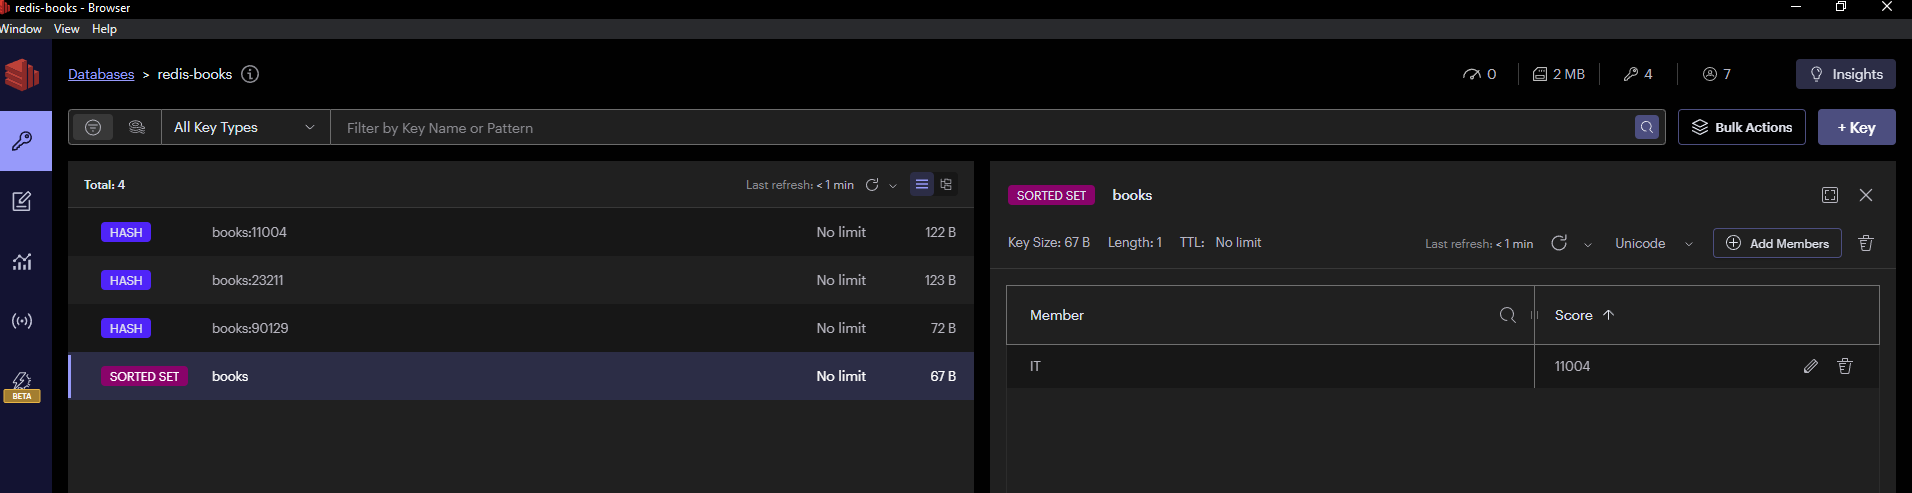 redis-books - Browser
Window View Help
Databases > redis-books
0 2 MB 4 7 Insights
All Key Types Filter by Key Name or Pattern Bulk Actions + Key
Total: 4 Last refresh: < 1 min
HASH books:11004 No limit 122 B
HASH books:23211 No limit 123 B
HASH books:90129 No limit 72 B
SORTED SET books No limit 67 B
BETA
SORTED SET books
Key Size: 67 B Length: 1 TTL: No limit Last refresh: < 1 min Unicode Add Members
Member Score
IT 11004